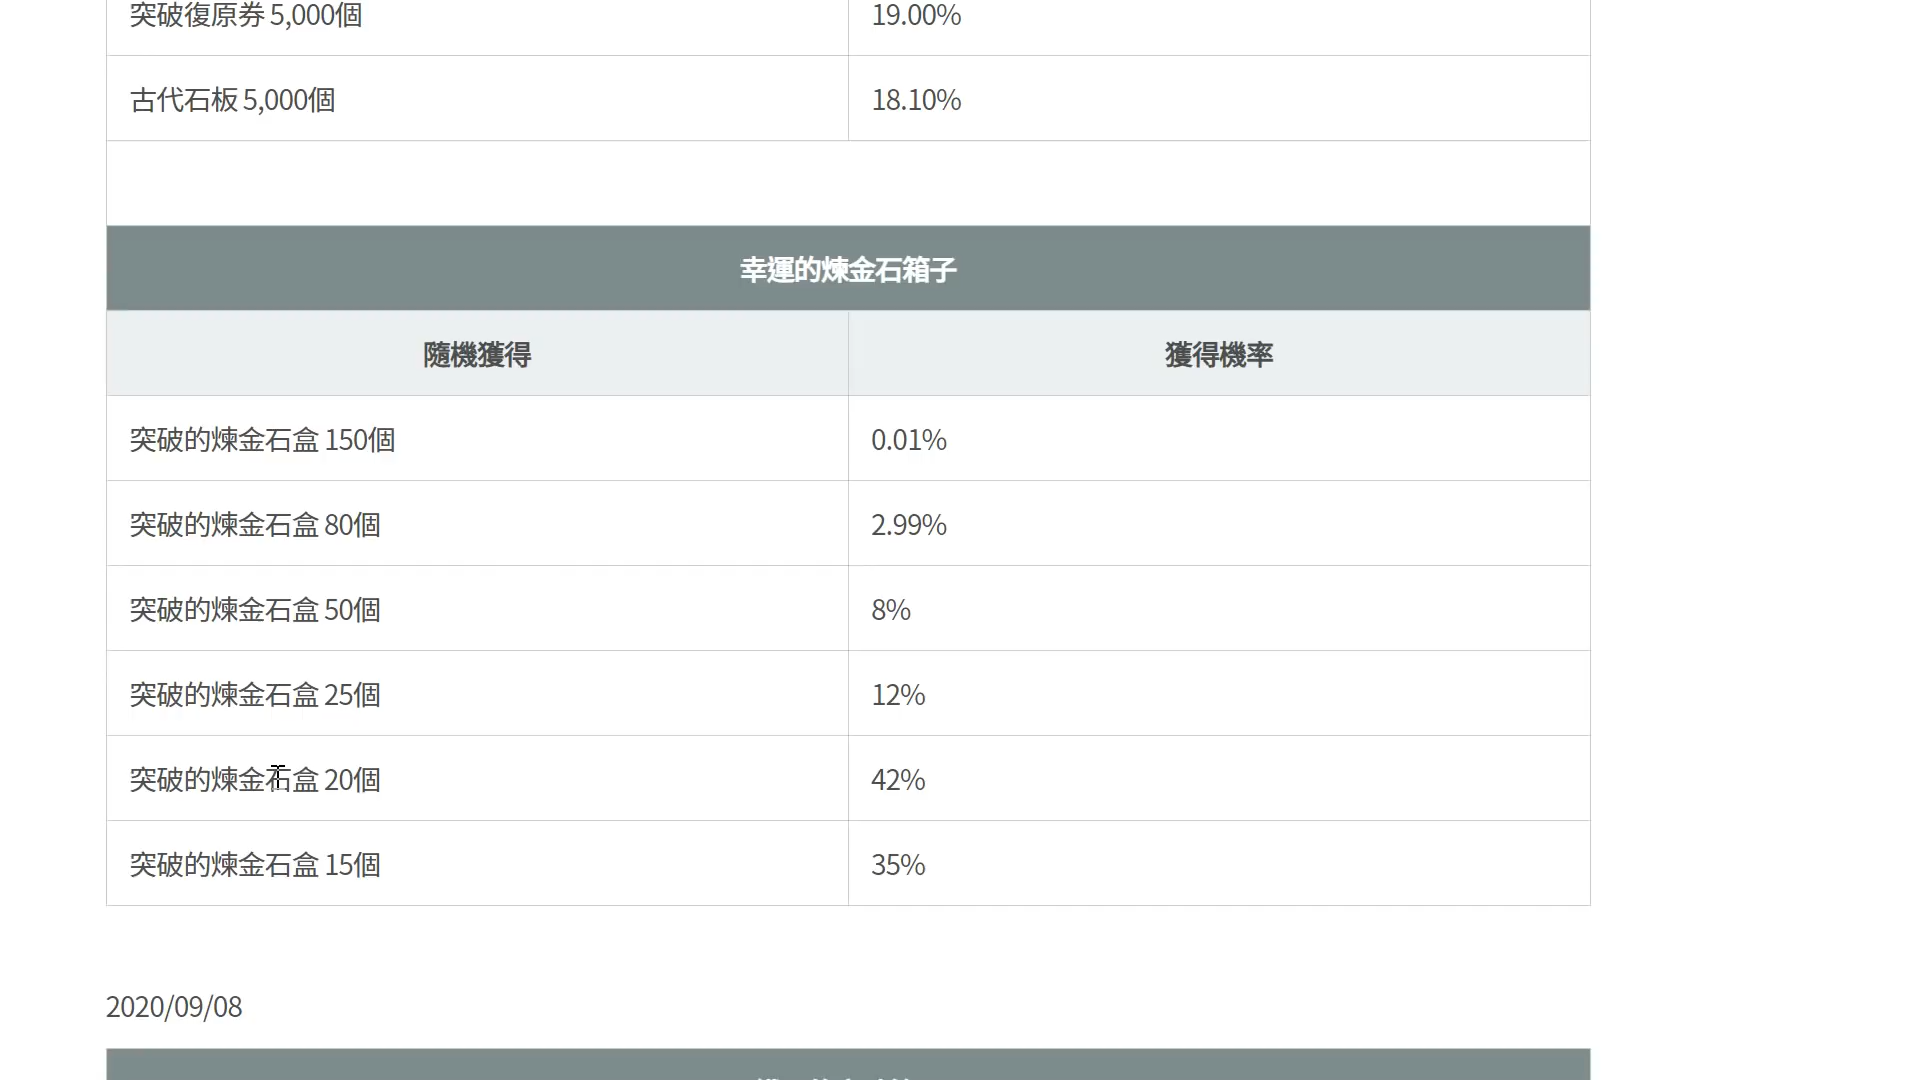 突破復原券 5,000個 19.00%
古代石板 5,000個 18.10%
幸運的煉金石箱子
隨機獲得 獲得機率
突破的煉金石盒 150個 0.01%
突破的煉金石盒 80個 2.99%
突破的煉金石盒 50個 8%
突破的煉金石盒 25個 12%
突破的煉金石盒 20個 42%
突破的煉金石盒 15個 35%
2020/09/08